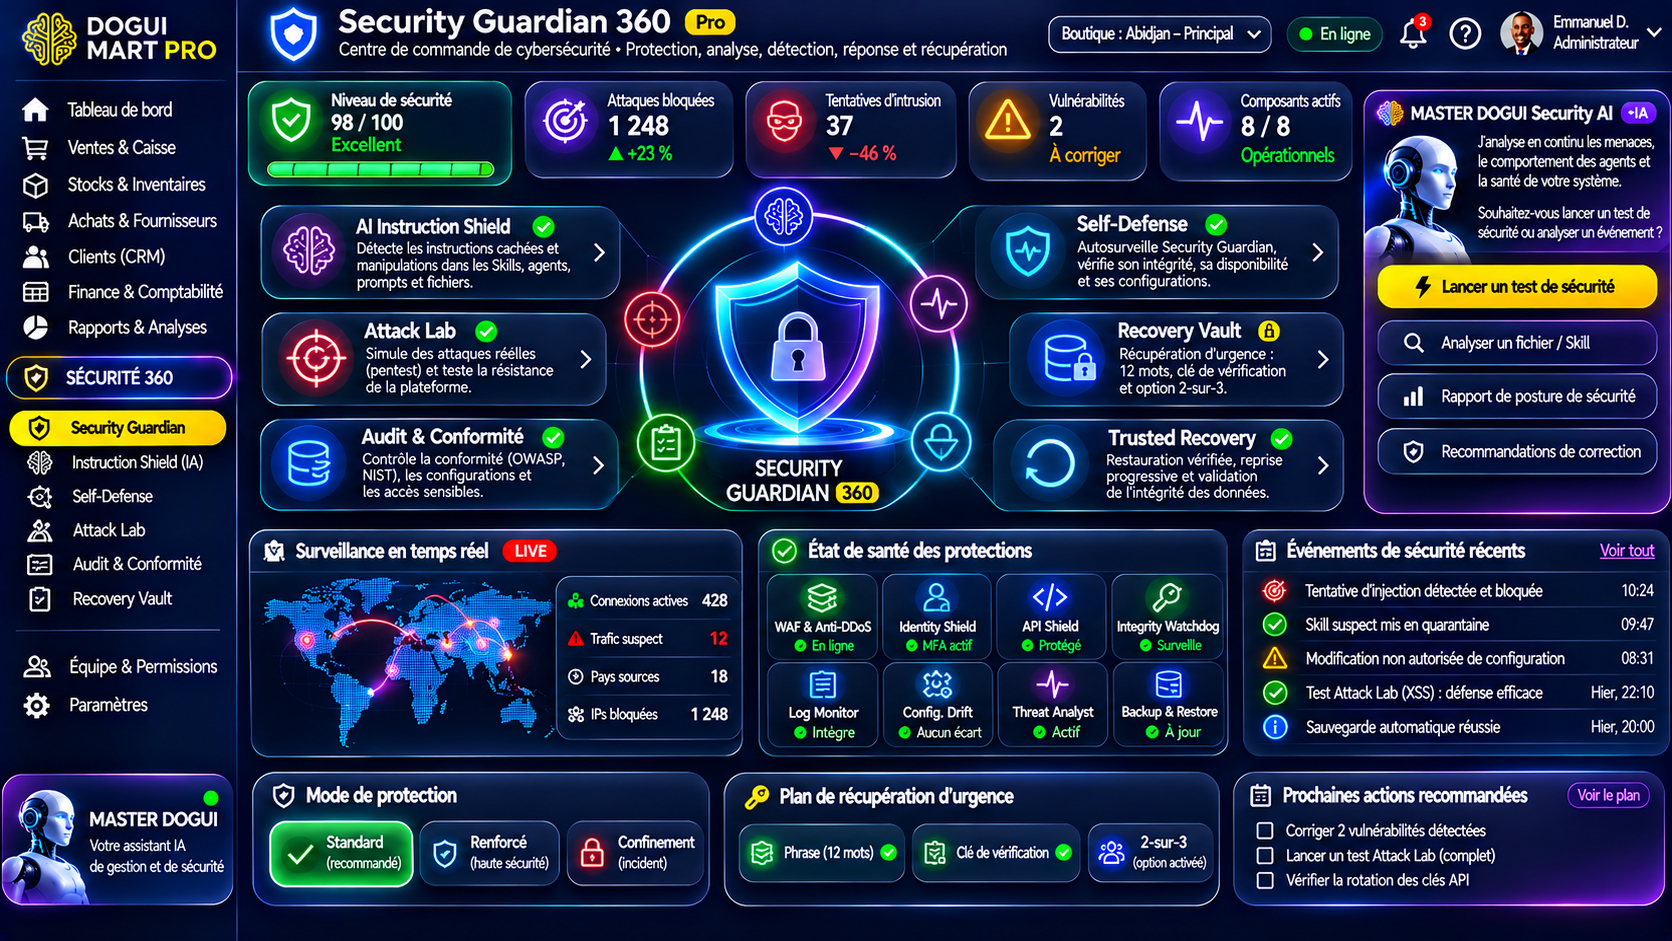 DOGUI
MART PRO
Tableau de bord
Ventes & Caisse
Stocks & Inventaires
Achats & Fournisseurs
Clients (CRM)
Finance & Comptabilité
Rapports & Analyses
SÉCURITÉ 360
Security Guardian
Instruction Shield (IA)
Self-Defense
Attack Lab
Audit & Conformité
Recovery Vault
Équipe & Permissions
Paramètres
MASTER DOGUI
Votre assistant IA
de gestion et de sécurité
Security Guardian 360 Pro
Centre de commande de cybersécurité • Protection, analyse, détection, réponse et récupération
Boutique : Abidjan – Principal
En ligne
3
Emmanuel D.
Administrateur
Niveau de sécurité
98 / 100
Excellent
Attaques bloquées
1 248
▲ +23 %
Tentatives d'intrusion
37
▼ −46 %
Vulnérabilités
2
À corriger
Composants actifs
8 / 8
Opérationnels
AI Instruction Shield
Détecte les instructions cachées et
manipulations dans les Skills, agents,
prompts et fichiers.
Attack Lab
Simule des attaques réélles
(pentest) et teste la résistance
de la plateforme.
Audit & Conformité
Contrôle la conformité (OWASP,
NIST), les configurations et
les accès sensibles.
SECURITY
GUARDIAN 360
Self-Defense
Autosurveille Security Guardian,
vérifie son intégrité, sa disponibilité
et ses configurations.
Recovery Vault
Récupération d'urgence :
12 mots, clé de vérification
et option 2-sur-3.
Trusted Recovery
Restauration vérifiée, reprise
progressive et validation
de l'intégrité des données.
MASTER DOGUI Security AI +IA
J'analyse en continu les menaces,
le comportement des agents et
la santé de votre système.
Souhaitez-vous lancer un test de
sécurité ou analyser un événement ?
Lancer un test de sécurité
Analyser un fichier / Skill
Rapport de posture de sécurité
Recommandations de correction
Surveillance en temps réel LIVE
Connexions actives 428
Trafic suspect 12
Pays sources 18
IPs bloquées 1 248
État de santé des protections
WAF & Anti-DDoS
En ligne
Identity Shield
MFA actif
</>
API Shield
Protégé
Integrity Watchdog
Surveille
Log Monitor
Intègre
Config. Drift
Aucun écart
Threat Analyst
Actif
Backup & Restore
À jour
Événements de sécurité récents Voir tout
Tentative d'injection détectée et bloquée 10:24
Skill suspect mis en quarantaine 09:47
Modification non autorisée de configuration 08:31
Test Attack Lab (XSS) : défense efficace Hier, 22:10
Sauvegarde automatique réussie Hier, 20:00
Mode de protection
Standard
(recommandé)
Renforcé
(haute sécurité)
Confinement
(incident)
Plan de récupération d'urgence
Phrase (12 mots)
Clé de vérification
2-sur-3
(option activée)
Prochaines actions recommandées Voir le plan
Corriger 2 vulnérabilités détectées
Lancer un test Attack Lab (complet)
Vérifier la rotation des clés API